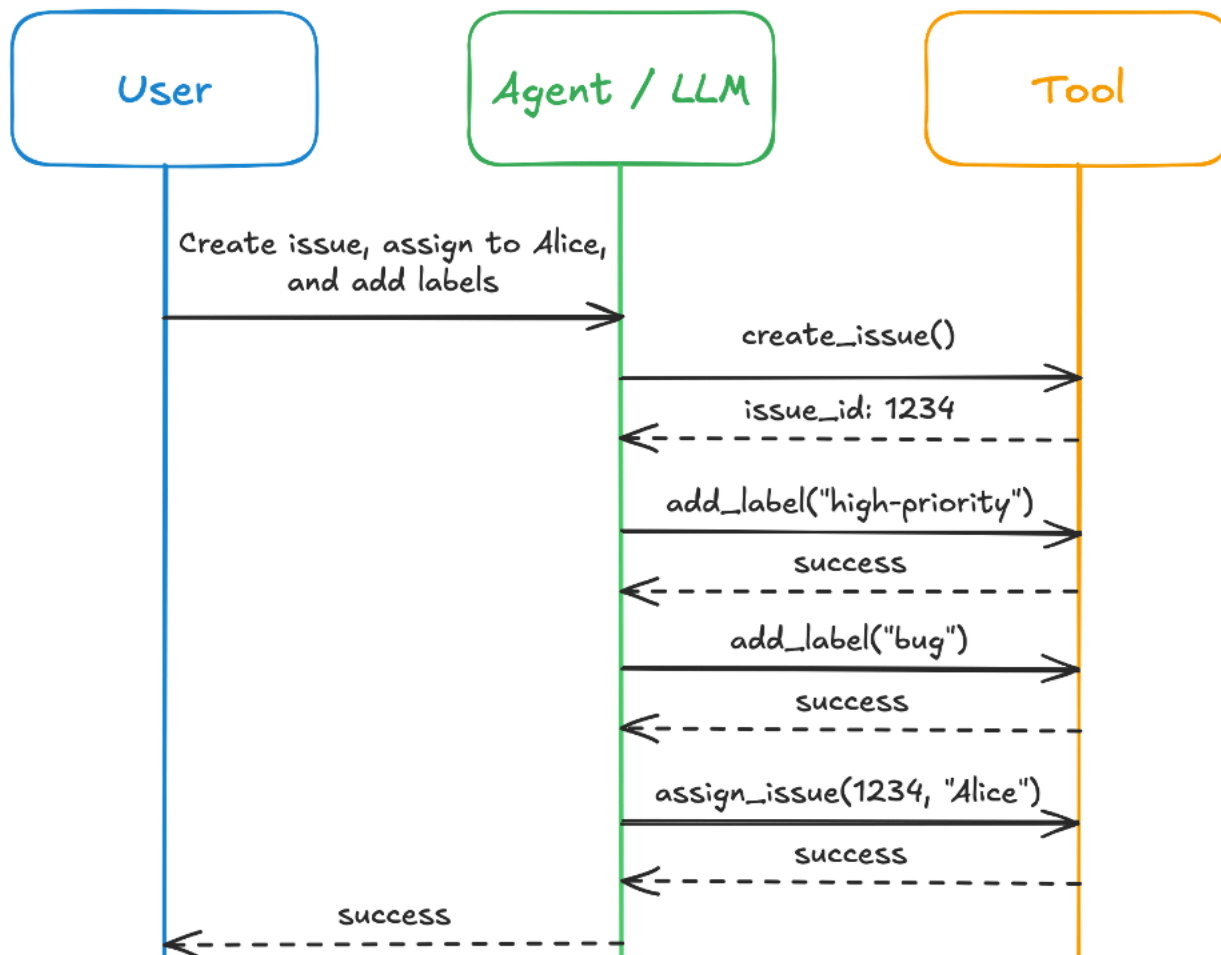 User
Agent / LLM
Tool
Create issue, assign to Alice,
and add labels
create_issue()
issue_id: 1234
add_label("high-priority")
success
add_label("bug")
success
assign_issue(1234, "Alice")
success
success